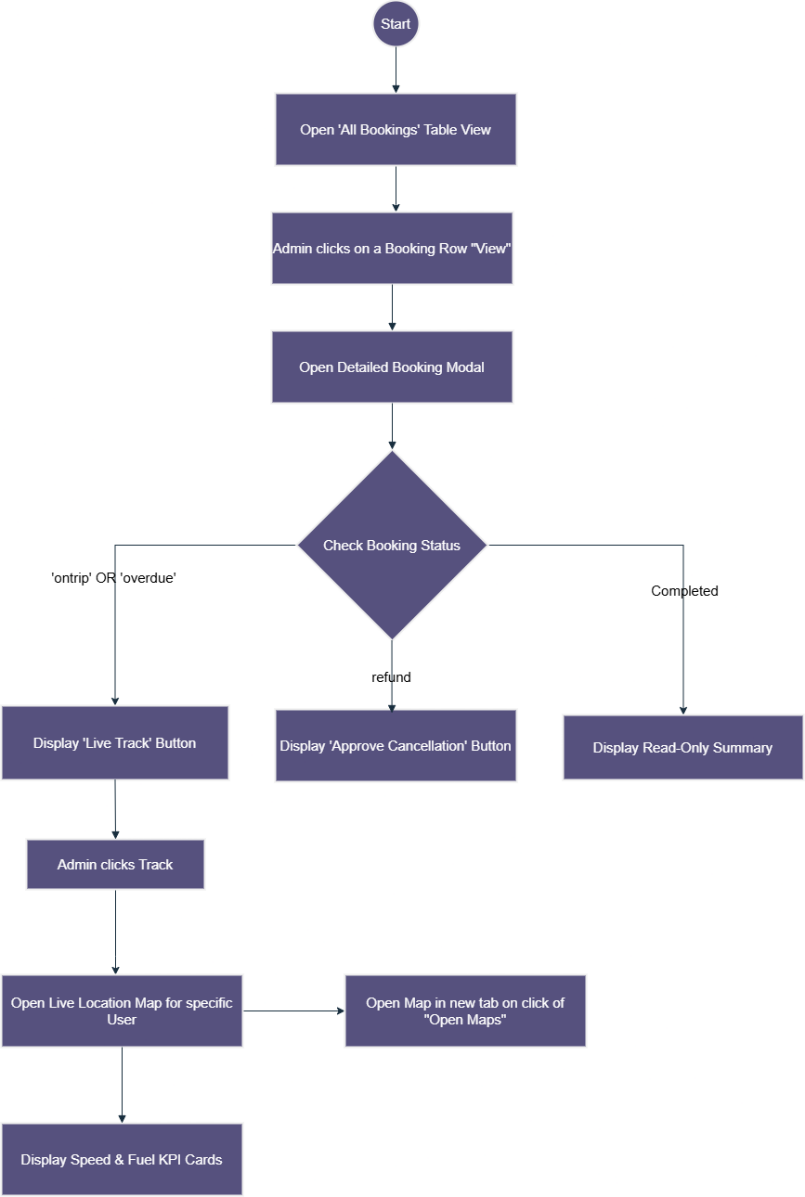 Start
Open 'All Bookings' Table View
Admin clicks on a Booking Row "View"
Open Detailed Booking Modal
Check Booking Status
'ontrip' OR 'overdue'
Completed
refund
Display 'Live Track' Button
Display 'Approve Cancellation' Button
Display Read-Only Summary
Admin clicks Track
Open Live Location Map for specific
User
Open Map in new tab on click of
"Open Maps"
Display Speed & Fuel KPI Cards